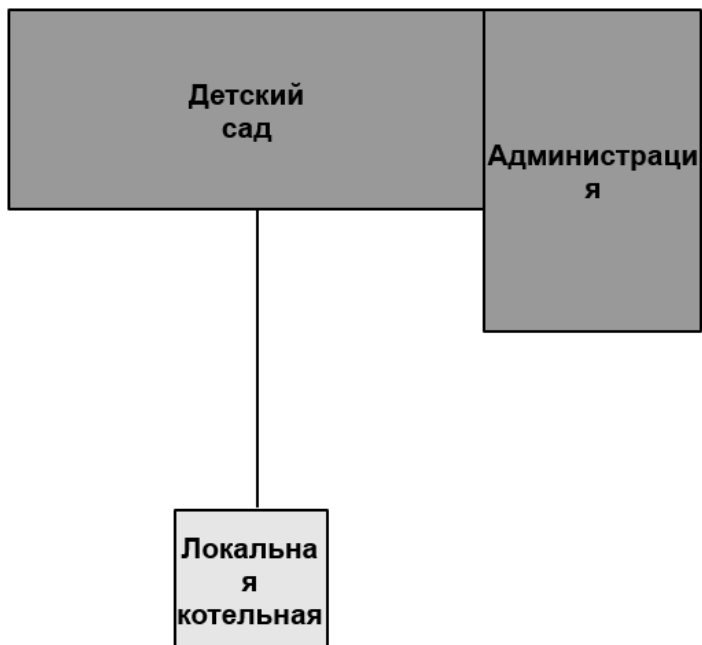 Детский
сад
Администраци
я
Локальна
я
котельная